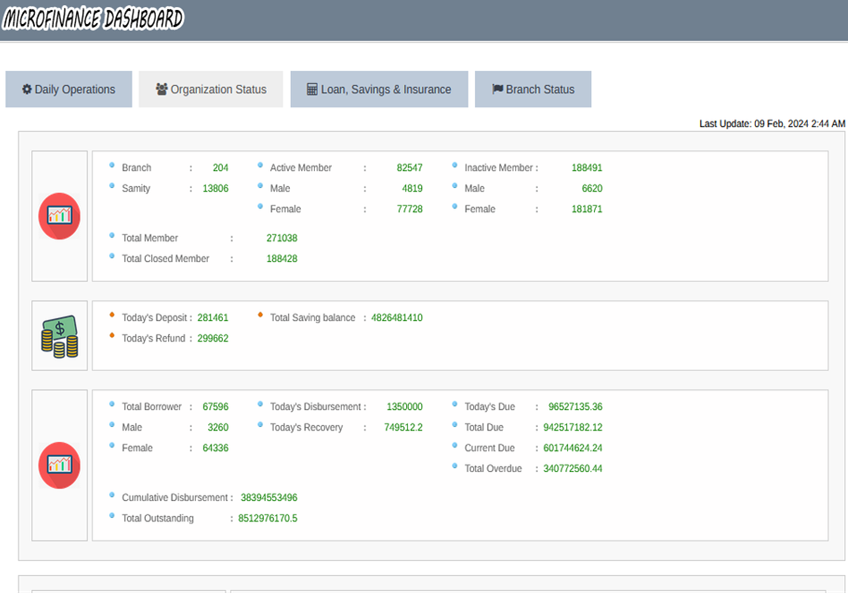 MICROFINANCE DASHBOARD
Daily Operations Organization Status Loan, Savings & Insurance Branch Status
Last Update: 09 Feb, 2024 2:44 AM
Branch : 204 Active Member : 82547 Inactive Member : 188491
Samity : 13806 Male : 4819 Male : 6620
Female : 77728 Female : 181871
Total Member : 271038
Total Closed Member : 188428
Today's Deposit : 281461 Total Saving balance : 4826481410
Today's Refund : 299662
Total Borrower : 67596 Today's Disbursement : 1350000 Today's Due : 96527135.36
Male : 3260 Today's Recovery : 749512.2 Total Due : 942517182.12
Female : 64336 Current Due : 601744624.24
Total Overdue : 340772560.44
Cumulative Disbursement : 38394553496
Total Outstanding : 8512976170.5